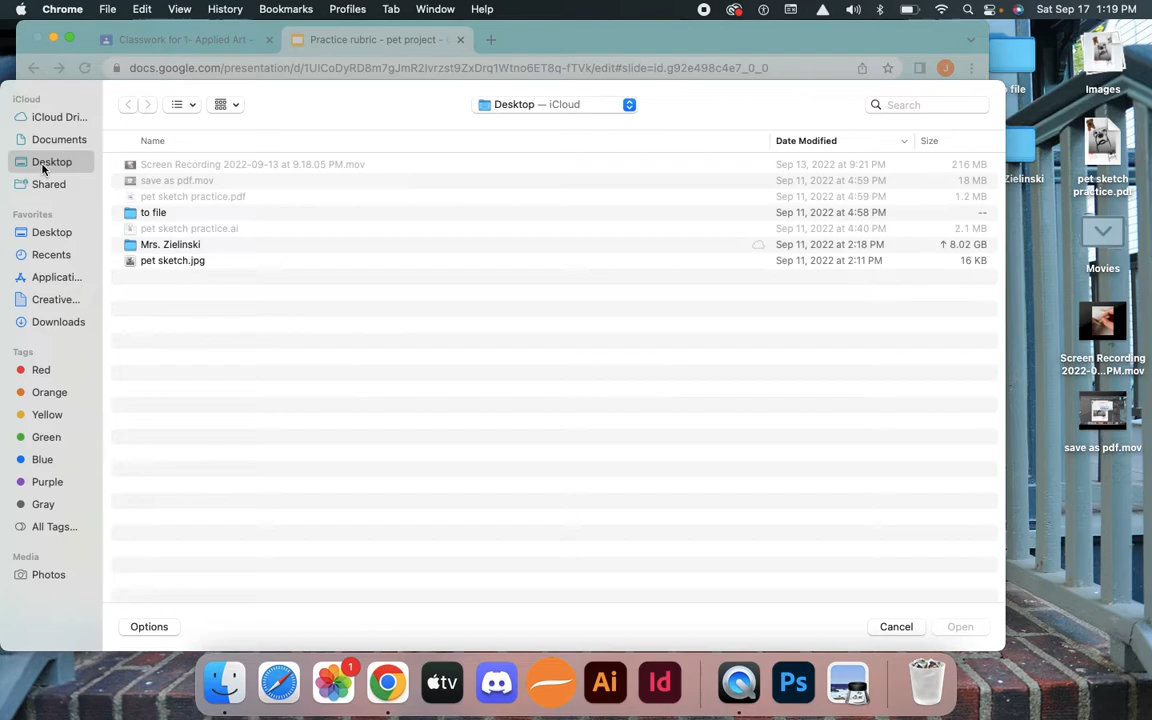 Chrome File Edit View History Bookmarks Profiles Tab Window Help Sat Sep 17 1:19 PM
Classwork for 1- Applied Art - Practice rubric - pet project -
docs.google.com/presentation/d/1UICoDyRD8m7gJmR2Ivrzst9ZxDrq1Wtno6ET8q-fTVk/edit#slide=id.g92e498c4e7_0_0 J
file Images
iCloud
iCloud Dri... Desktop — iCloud Search
Documents Name Date Modified Size
Desktop Screen Recording 2022-09-13 at 9.18.05 PM.mov Sep 13, 2022 at 9:21 PM 216 MB
save as pdf.mov Sep 11, 2022 at 4:59 PM 18 MB
Shared pet sketch practice.pdf Sep 11, 2022 at 4:59 PM 1.2 MB
Favorites to file Sep 11, 2022 at 4:58 PM --
Desktop pet sketch practice.ai Sep 11, 2022 at 4:40 PM 2.1 MB
Recents Mrs. Zielinski Sep 11, 2022 at 2:18 PM 8.02 GB
pet sketch.jpg Sep 11, 2022 at 2:11 PM 16 KB
Applicati...
Creative...
Downloads
Tags
Red
Orange
Yellow
Green
Blue
Purple
Gray
All Tags...
Media
Photos
Options Cancel Open
Zielinski
pet sketch
practice.pdf
Movies
Screen Recording
2022-0...PM.mov
save as pdf.mov
1
tv
Ai
Id
Ps